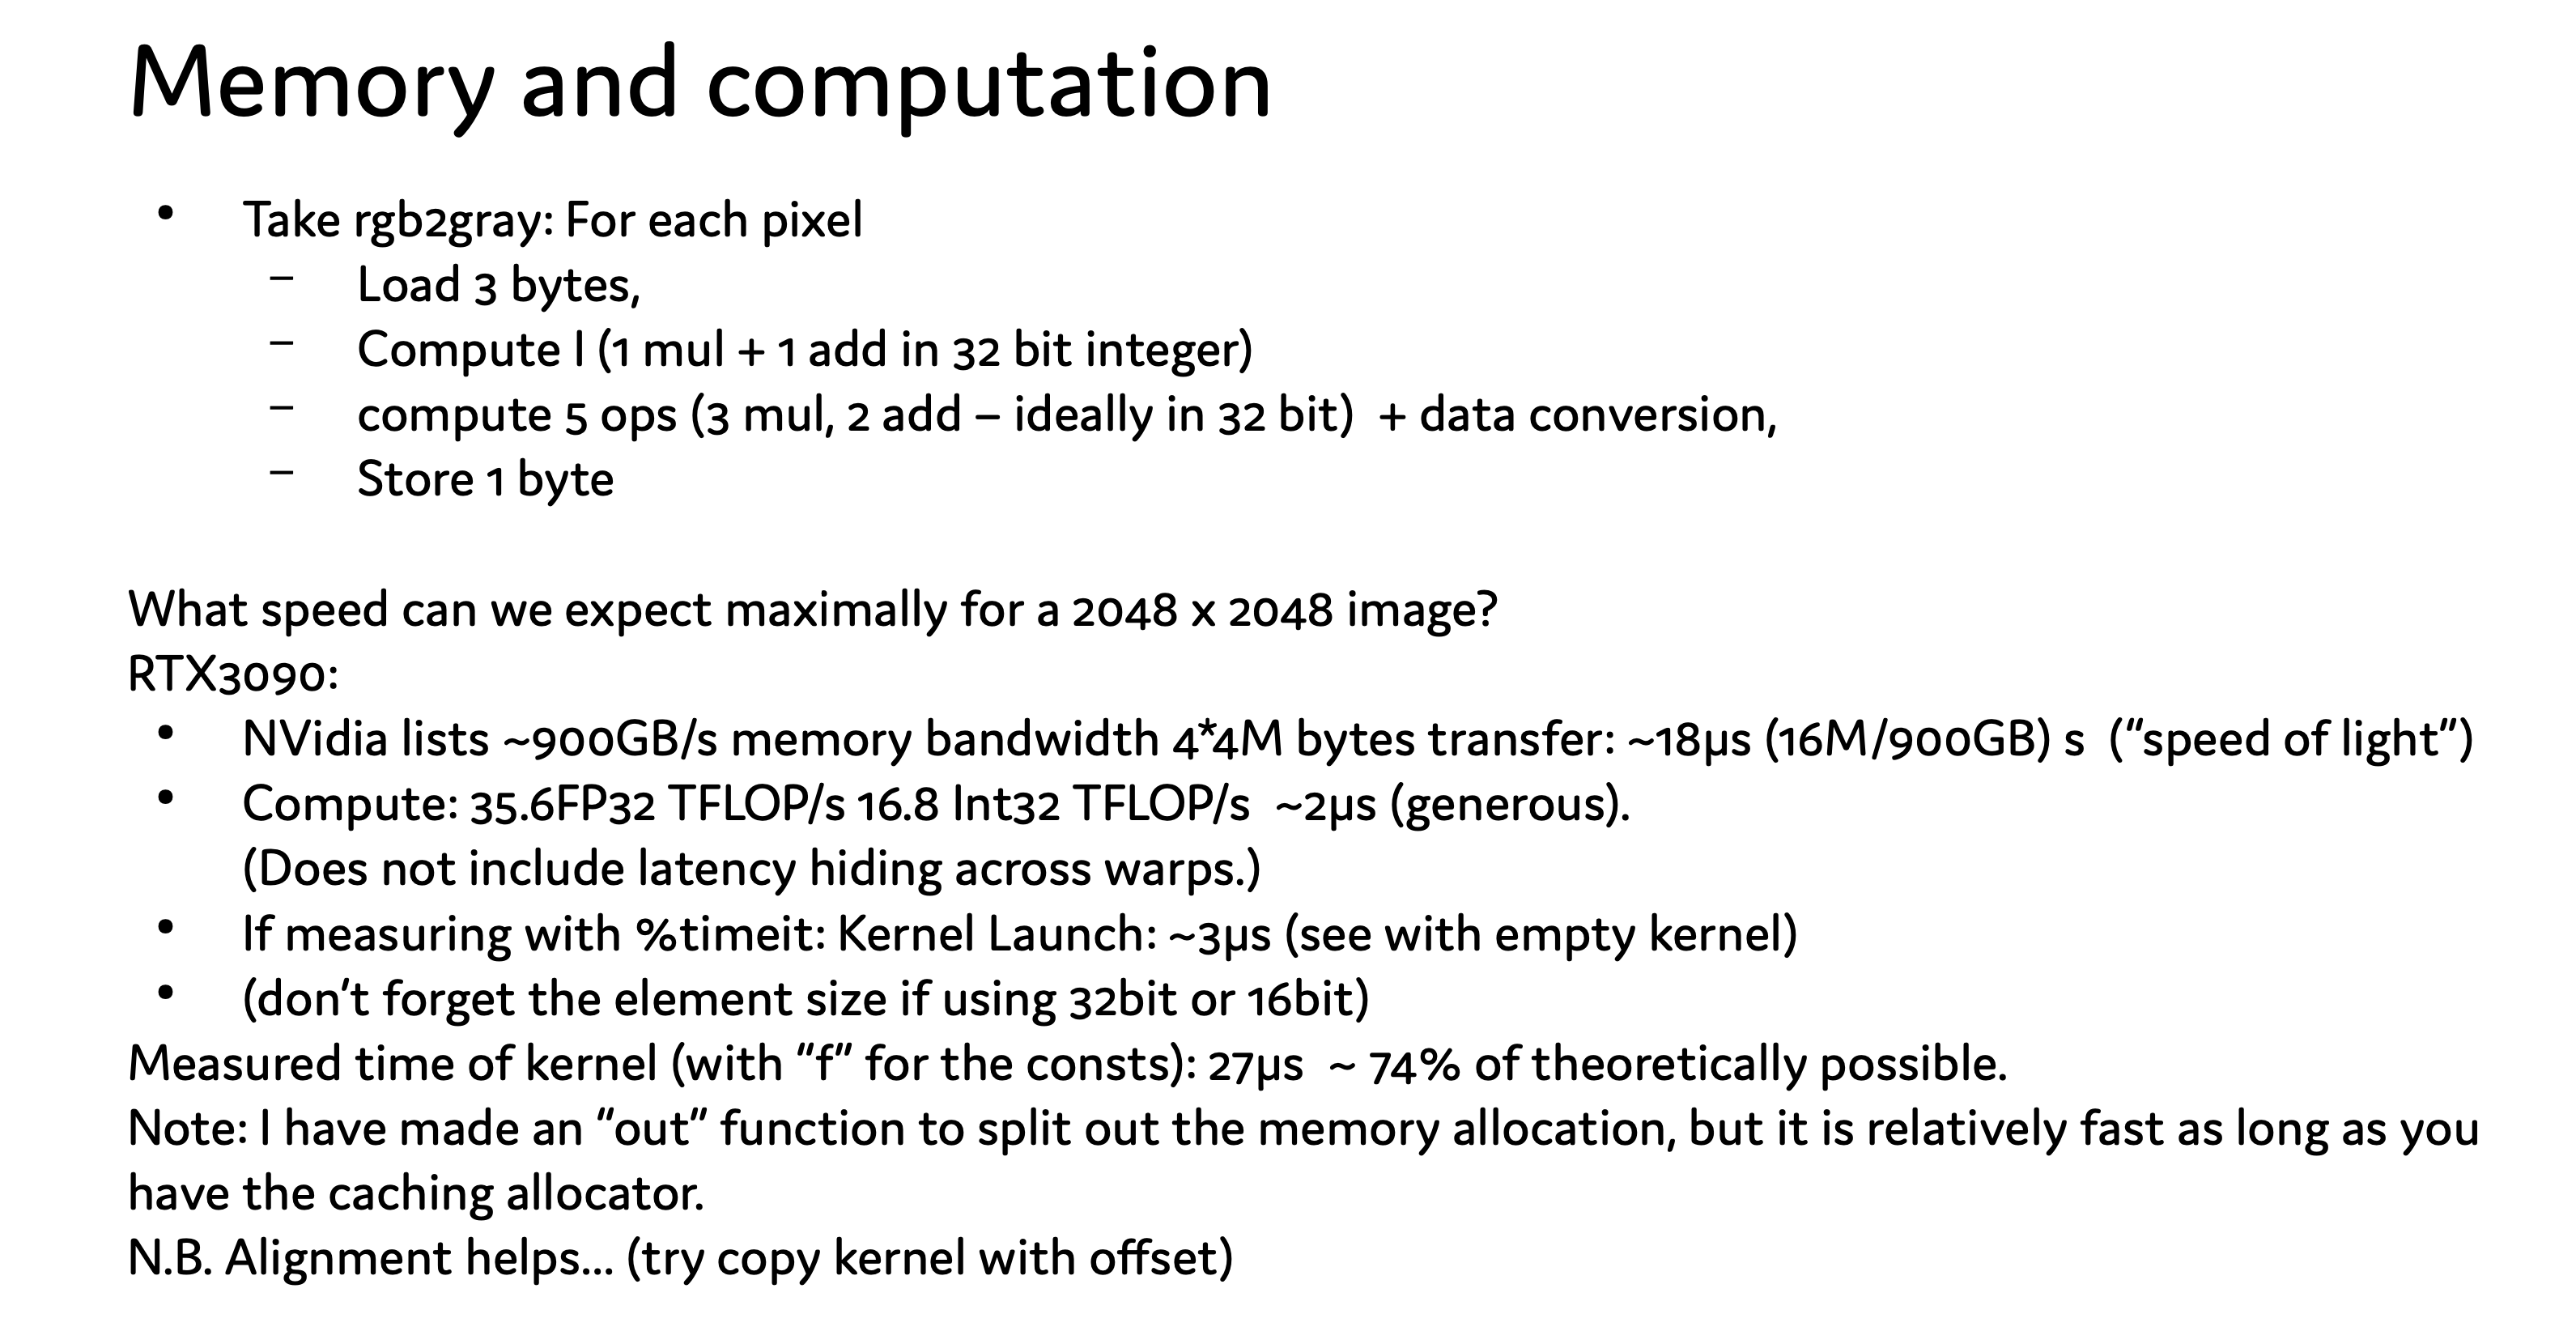 Memory and computation
• Take rgb2gray: For each pixel
– Load 3 bytes,
– Compute I (1 mul + 1 add in 32 bit integer)
– compute 5 ops (3 mul, 2 add – ideally in 32 bit)  + data conversion,
– Store 1 byte
What speed can we expect maximally for a 2048 x 2048 image?
RTX3090:
• NVidia lists ~900GB/s memory bandwidth 4*4M bytes transfer: ~18µs (16M/900GB) s  (“speed of light”)
• Compute: 35.6FP32 TFLOP/s 16.8 Int32 TFLOP/s  ~2µs (generous).
(Does not include latency hiding across warps.)
• If measuring with %timeit: Kernel Launch: ~3µs (see with empty kernel)
• (don’t forget the element size if using 32bit or 16bit)
Measured time of kernel (with “f” for the consts): 27µs  ~ 74% of theoretically possible.
Note: I have made an “out” function to split out the memory allocation, but it is relatively fast as long as you
have the caching allocator.
N.B. Alignment helps... (try copy kernel with offset)